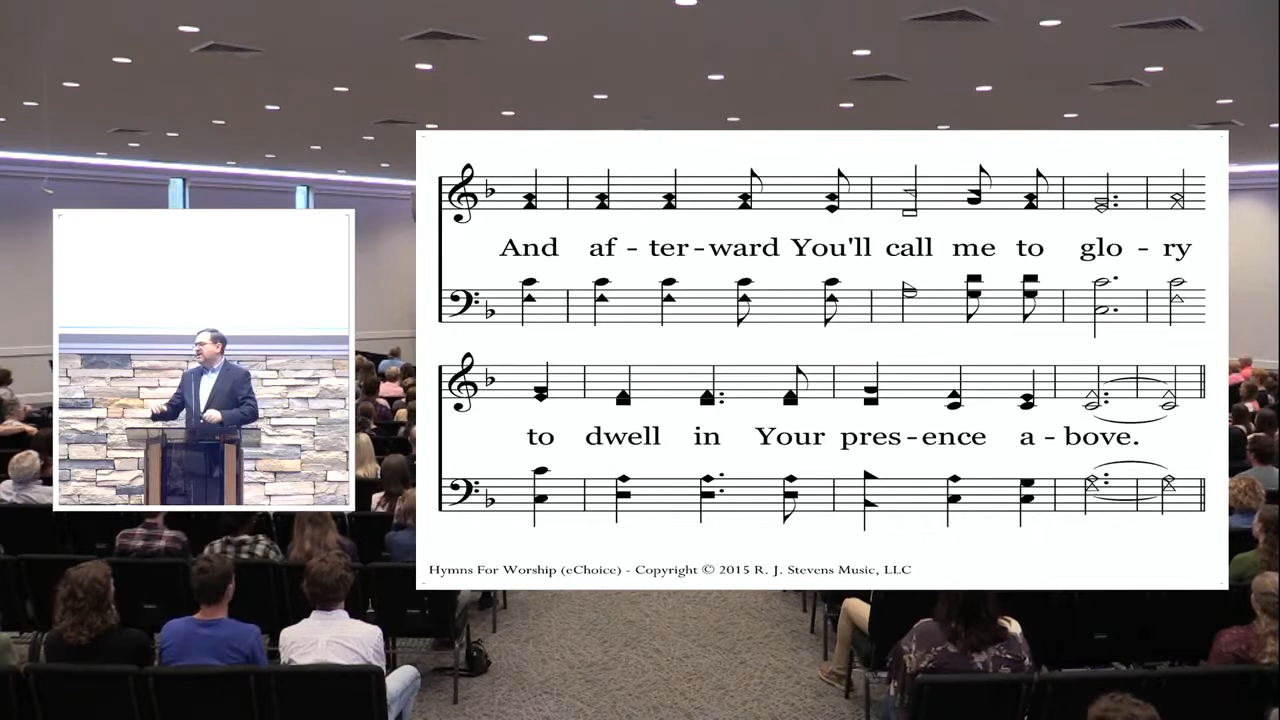 And af - ter - ward You'll call me to glo - ry
to dwell in Your pres - ence a - bove.
Hymns For Worship (eChoice) - Copyright © 2015 R. J. Stevens Music, LLC